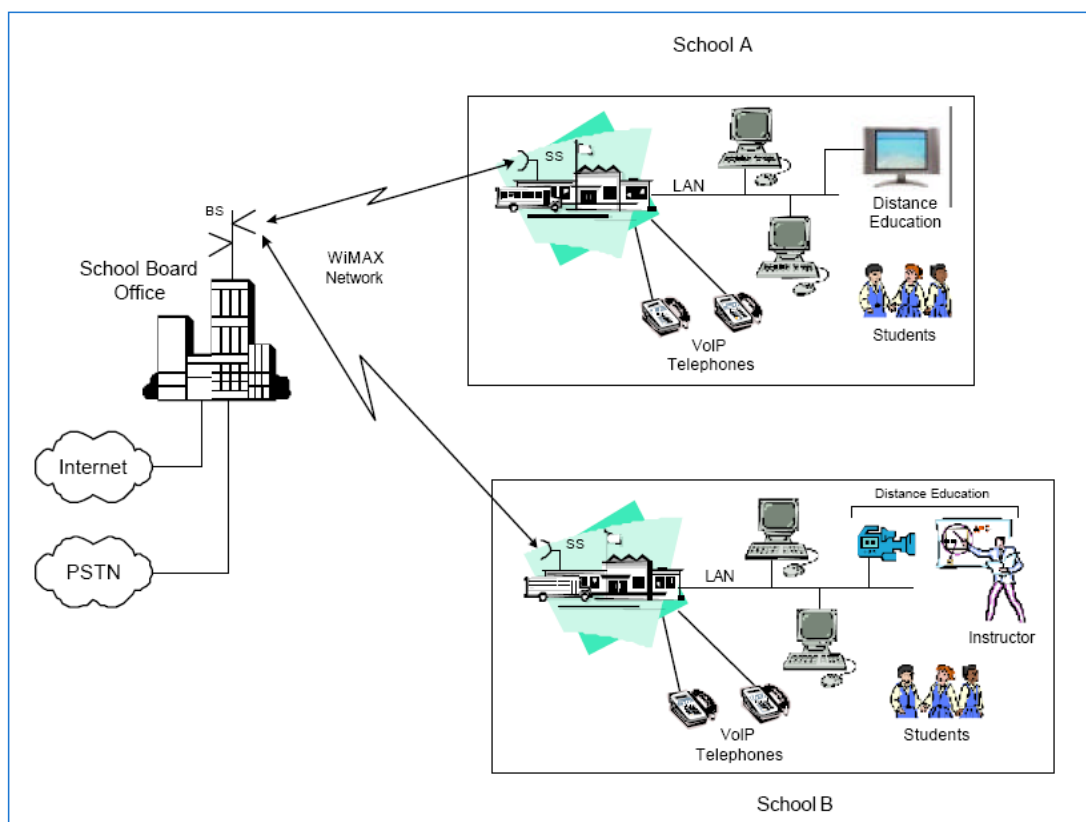 School A
SS
LAN
Distance
Education
BS
WiMAX
Network
School Board
Office
VoIP
Telephones
Students
Internet
PSTN
Distance Education
SS
LAN
Instructor
VoIP
Telephones
Students
School B